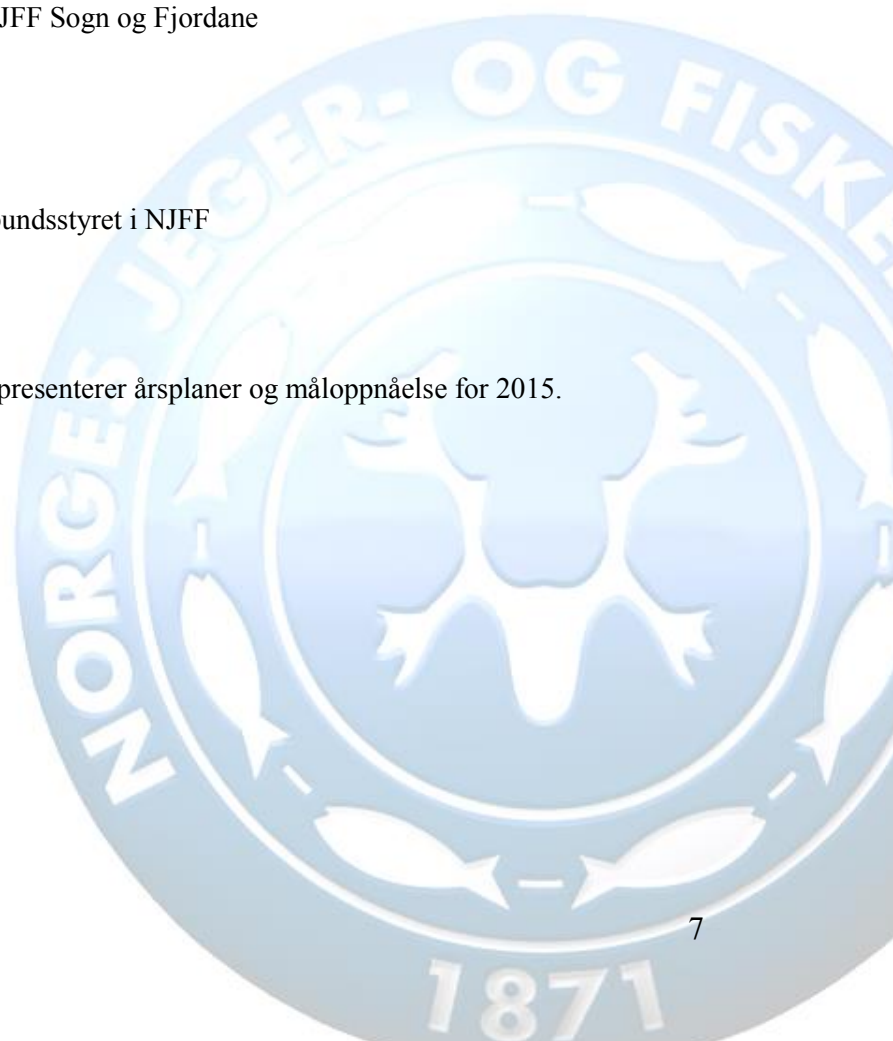 JFF Sogn og Fjordane
NORGES JEGER- OG FISKE
undsstyret i NJFF
presenterer årsplaner og måloppnåelse for 2015.
7
1871